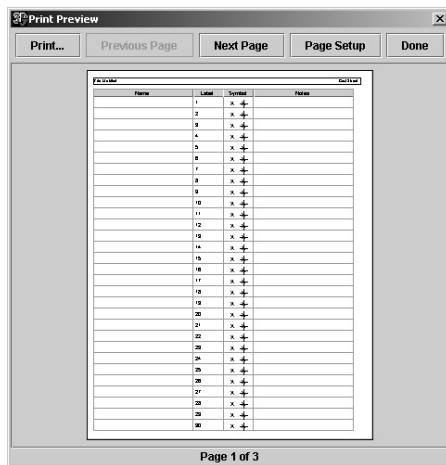 Print Preview
Print... Previous Page Next Page Page Setup Done
File: Untitled
Name Label Symbol Notes
1 x
2 x
3 x
4 x
5 x
6 x
7 x
8 x
9 x
10 x
11 x
12 x
13 x
14 x
15 x
16 x
17 x
18 x
19 x
20 x
21 x
22 x
23 x
24 x
25 x
26 x
27 x
28 x
29 x
30 x
Page 1 of 3